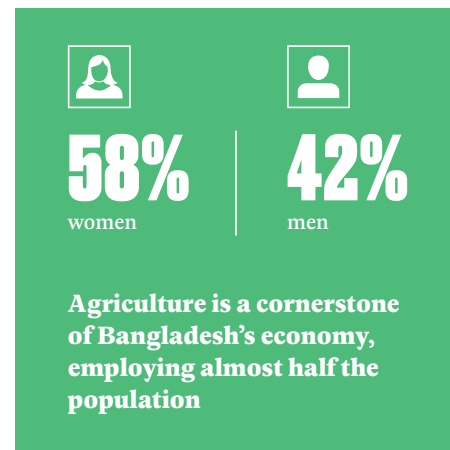 58%
women
42%
men
Agriculture is a cornerstone
of Bangladesh’s economy,
employing almost half the
population